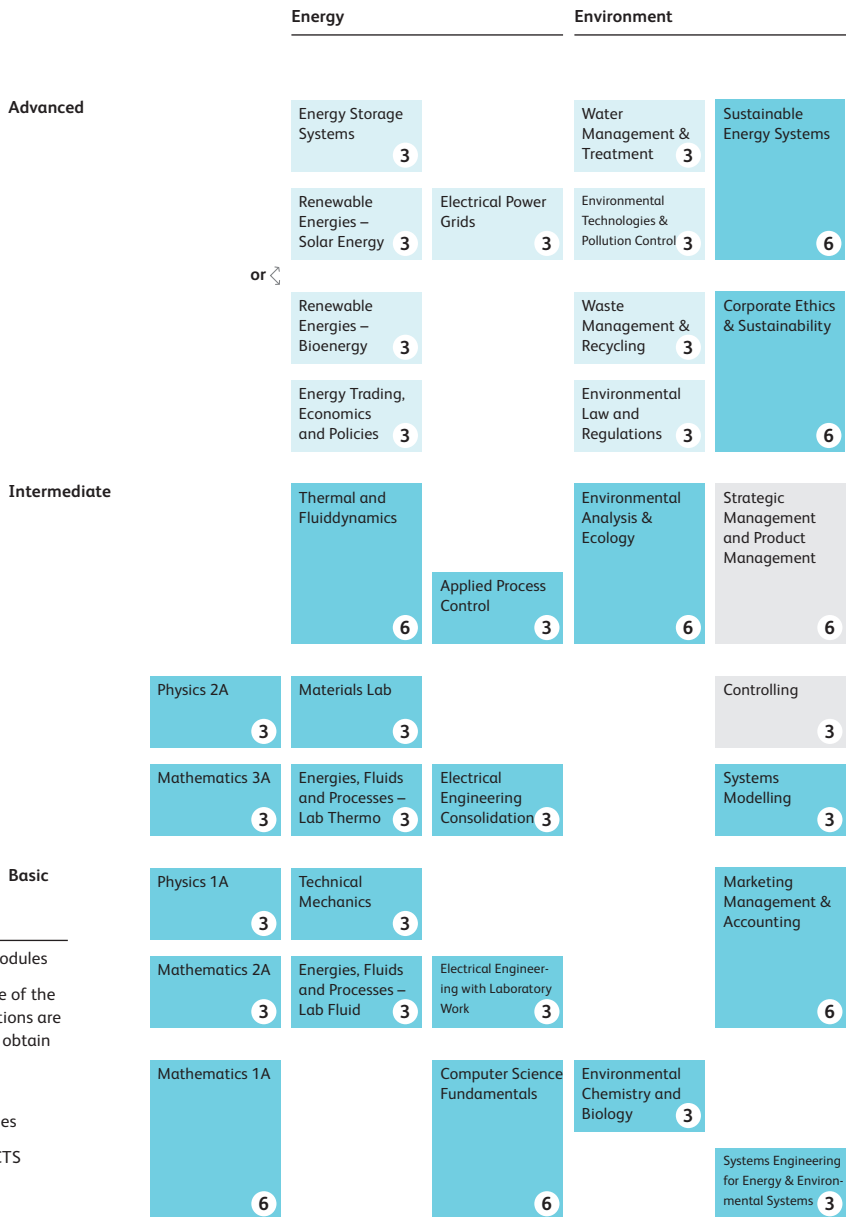 Energy
Environment
Advanced
Energy Storage
Systems
3
Water
Management &
Treatment 3
Sustainable
Energy Systems
6
Renewable
Energies –
Solar Energy 3
Electrical Power
Grids
3
Environmental
Technologies &
Pollution Control 3
or
Renewable
Energies –
Bioenergy 3
Waste
Management &
Recycling 3
Corporate Ethics
& Sustainability
6
Energy Trading,
Economics
and Policies 3
Environmental
Law and
Regulations 3
Intermediate
Thermal and
Fluiddynamics
6
Applied Process
Control
3
Environmental
Analysis &
Ecology
6
Strategic
Management
and Product
Management
6
Physics 2A
3
Materials Lab
3
Controlling
3
Mathematics 3A
3
Energies, Fluids
and Processes –
Lab Thermo 3
Electrical
Engineering
Consolidation 3
Systems
Modelling
3
Basic
Physics 1A
3
Technical
Mechanics
3
Marketing
Management &
Accounting
6
Mathematics 2A
3
Energies, Fluids
and Processes –
Lab Fluid 3
Electrical Engineer-
ing with Laboratory
Work 3
Mathematics 1A
6
Computer Science
Fundamentals
6
Environmental
Chemistry and
Biology 3
Systems Engineering
for Energy & Environ-
mental Systems 3
odules
e of the
tions are
obtain
es
CTS